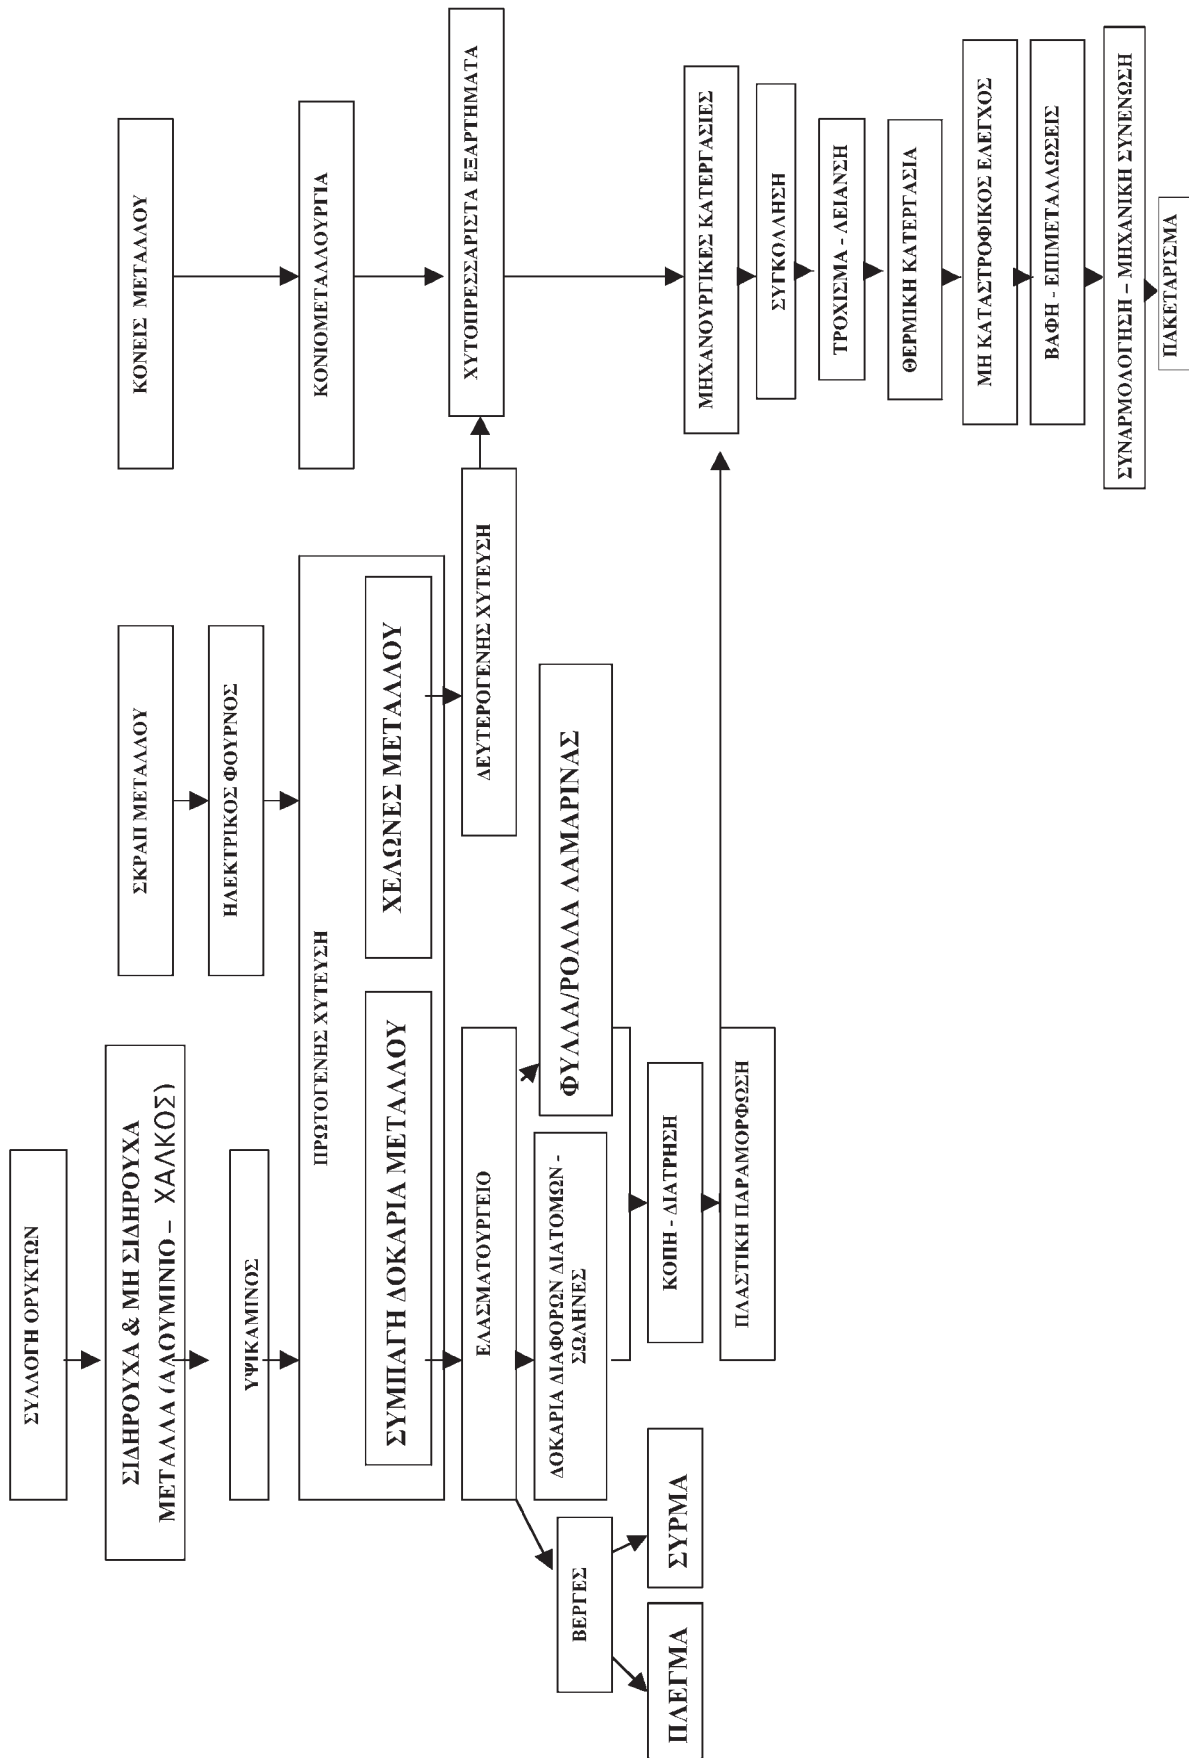 ΣΥΛΛΟΓΗ ΟΡΥΚΤΩΝ
ΣΙΔΗΡΟΥΧΑ & ΜΗ ΣΙΔΗΡΟΥΧΑ
ΜΕΤΑΛΛΑ (ΑΛΟΥΜΙΝΙΟ – ΧΑΛΚΟΣ)
ΥΨΙΚΑΜΙΝΟΣ
ΣΚΡΑΠ ΜΕΤΑΛΛΟΥ
ΗΛΕΚΤΡΙΚΟΣ ΦΟΥΡΝΟΣ
ΚΟΝΕΙΣ ΜΕΤΑΛΛΟΥ
ΚΟΝΙΟΜΕΤΑΛΛΟΥΡΓΙΑ
ΠΡΩΤΟΓΕΝΗΣ ΧΥΤΕΥΣΗ
ΣΥΜΠΑΓΗ ΔΟΚΑΡΙΑ ΜΕΤΑΛΛΟΥ
ΧΕΛΩΝΕΣ ΜΕΤΑΛΛΟΥ
ΧΥΤΟΠΡΕΣΣΑΡΙΣΤΑ ΕΞΑΡΤΗΜΑΤΑ
ΕΛΑΣΜΑΤΟΥΡΓΕΙΟ
ΔΕΥΤΕΡΟΓΕΝΗΣ ΧΥΤΕΥΣΗ
ΒΕΡΓΕΣ
ΔΟΚΑΡΙΑ ΔΙΑΦΟΡΩΝ ΔΙΑΤΟΜΩΝ -
ΣΩΛΗΝΕΣ
ΦΥΛΛΑ/ΡΟΛΛΑ ΛΑΜΑΡΙΝΑΣ
ΠΛΕΓΜΑ
ΣΥΡΜΑ
ΚΟΠΗ - ΔΙΑΤΡΗΣΗ
ΠΛΑΣΤΙΚΗ ΠΑΡΑΜΟΡΦΩΣΗ
ΜΗΧΑΝΟΥΡΓΙΚΕΣ ΚΑΤΕΡΓΑΣΙΕΣ
ΣΥΓΚΟΛΛΗΣΗ
ΤΡΟΧΙΣΜΑ - ΛΕΙΑΝΣΗ
ΘΕΡΜΙΚΗ ΚΑΤΕΡΓΑΣΙΑ
ΜΗ ΚΑΤΑΣΤΡΟΦΙΚΟΣ ΕΛΕΓΧΟΣ
ΒΑΦΗ - ΕΠΙΜΕΤΑΛΛΩΣΕΙΣ
ΣΥΝΑΡΜΟΛΟΓΗΣΗ – ΜΗΧΑΝΙΚΗ ΣΥΝΕΝΩΣΗ
ΠΑΚΕΤΑΡΙΣΜΑ